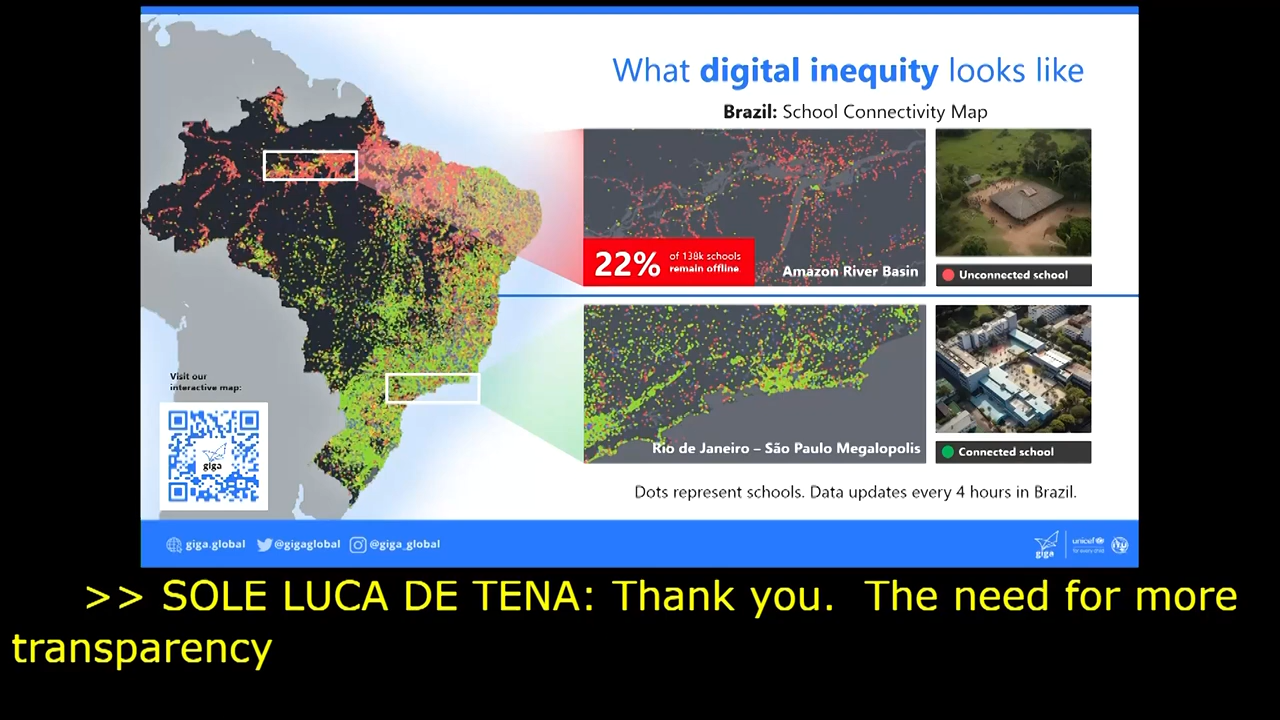 What digital inequity looks like
Brazil: School Connectivity Map
22%
of 138k schools
remain offline
Amazon River Basin
Unconnected school
Rio de Janeiro – São Paulo Megalopolis
Connected school
Visit our
interactive map:
giga
Dots represent schools. Data updates every 4 hours in Brazil.
giga.global
@gigaglobal
@giga_global
giga
unicef
for every child
>> SOLE LUCA DE TENA: Thank you. The need for more
transparency